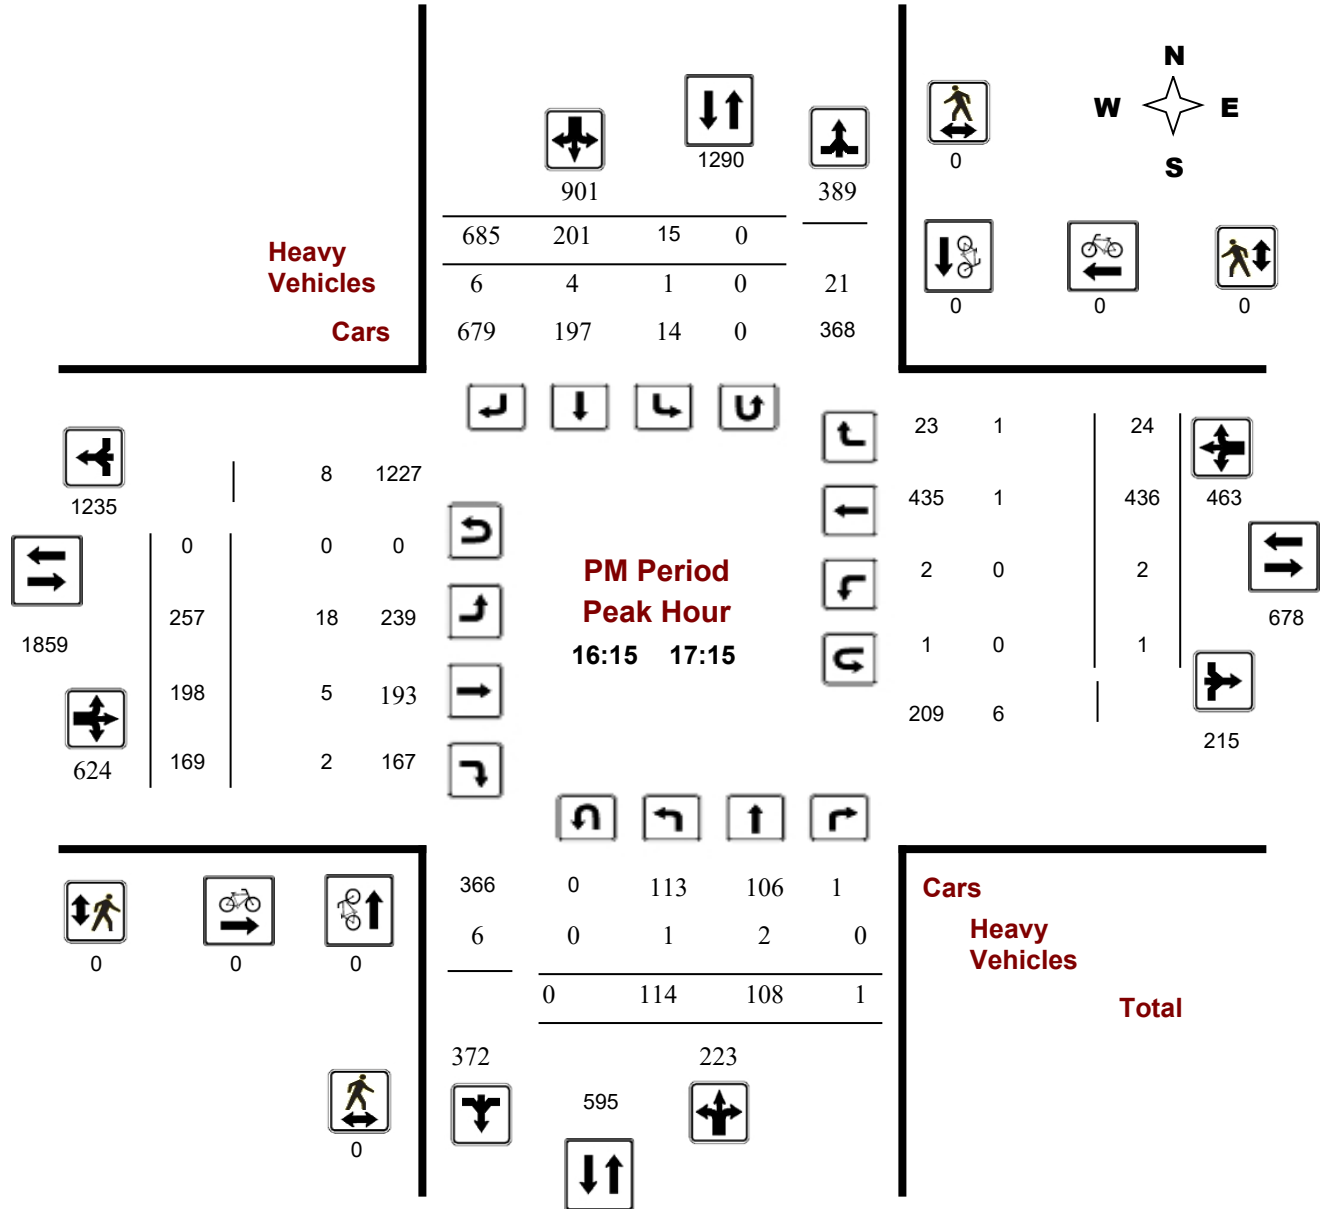 N
W E
S
1290
0
901 389
685 201 15 0
Heavy
Vehicles
6 4 1 0 21
0 0 0
Cars
679 197 14 0 368
23 1 24
8 1227
1235
435 1 436 463
0 0 0
PM Period
2 0 2
Peak Hour
257 18 239
678
1859
16:15 17:15
1 0 1
198 5 193
209 6
215
624
169 2 167
366 0 113 106 1
Cars
6 0 1 2 0
Heavy
Vehicles
0 0 0
0 114 108 1
Total
372 223
595
0